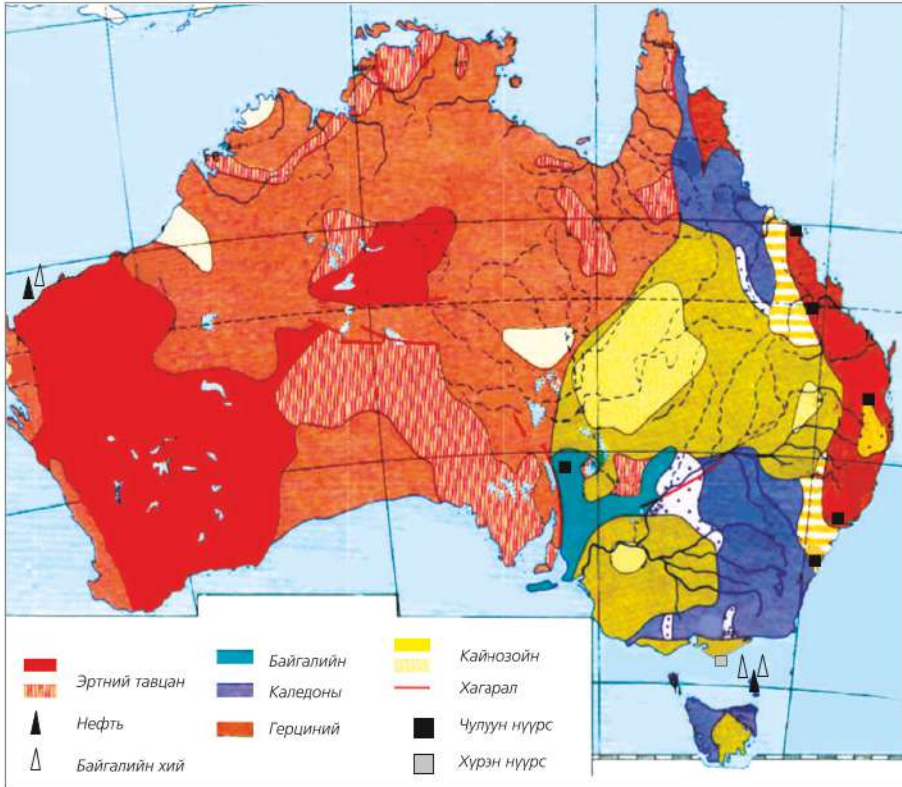 Эртний тавцан
Нефть
Байгалийн хий
Байгалийн
Каледоны
Герциний
Кайнозойн
Хагарал
Чулуун нүүрс
Хүрэн нүүрс